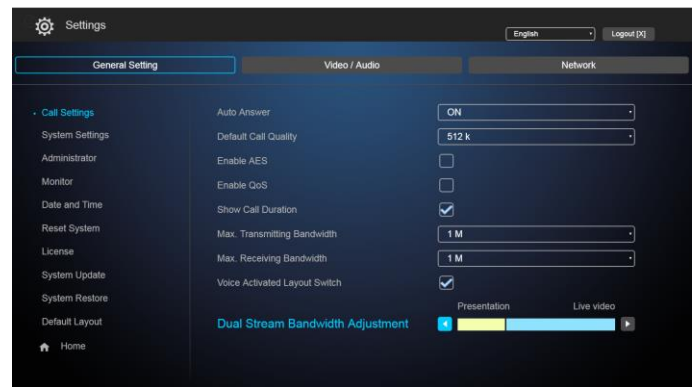 Settings
English
Logout [X]
General Setting
Video / Audio
Network
Call Settings
System Settings
Administrator
Monitor
Date and Time
Reset System
License
System Update
System Restore
Default Layout
Home
Auto Answer
ON
Default Call Quality
512 k
Enable AES
Enable QoS
Show Call Duration
Max. Transmitting Bandwidth
1 M
Max. Receiving Bandwidth
1 M
Voice Activated Layout Switch
Presentation
Live video
Dual Stream Bandwidth Adjustment